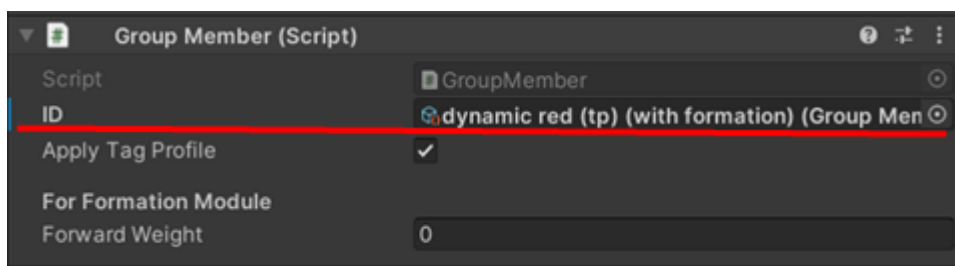 Group Member (Script)
Script GroupMember
ID dynamic red (tp) (with formation) (Group Mem
Apply Tag Profile
For Formation Module
Forward Weight 0